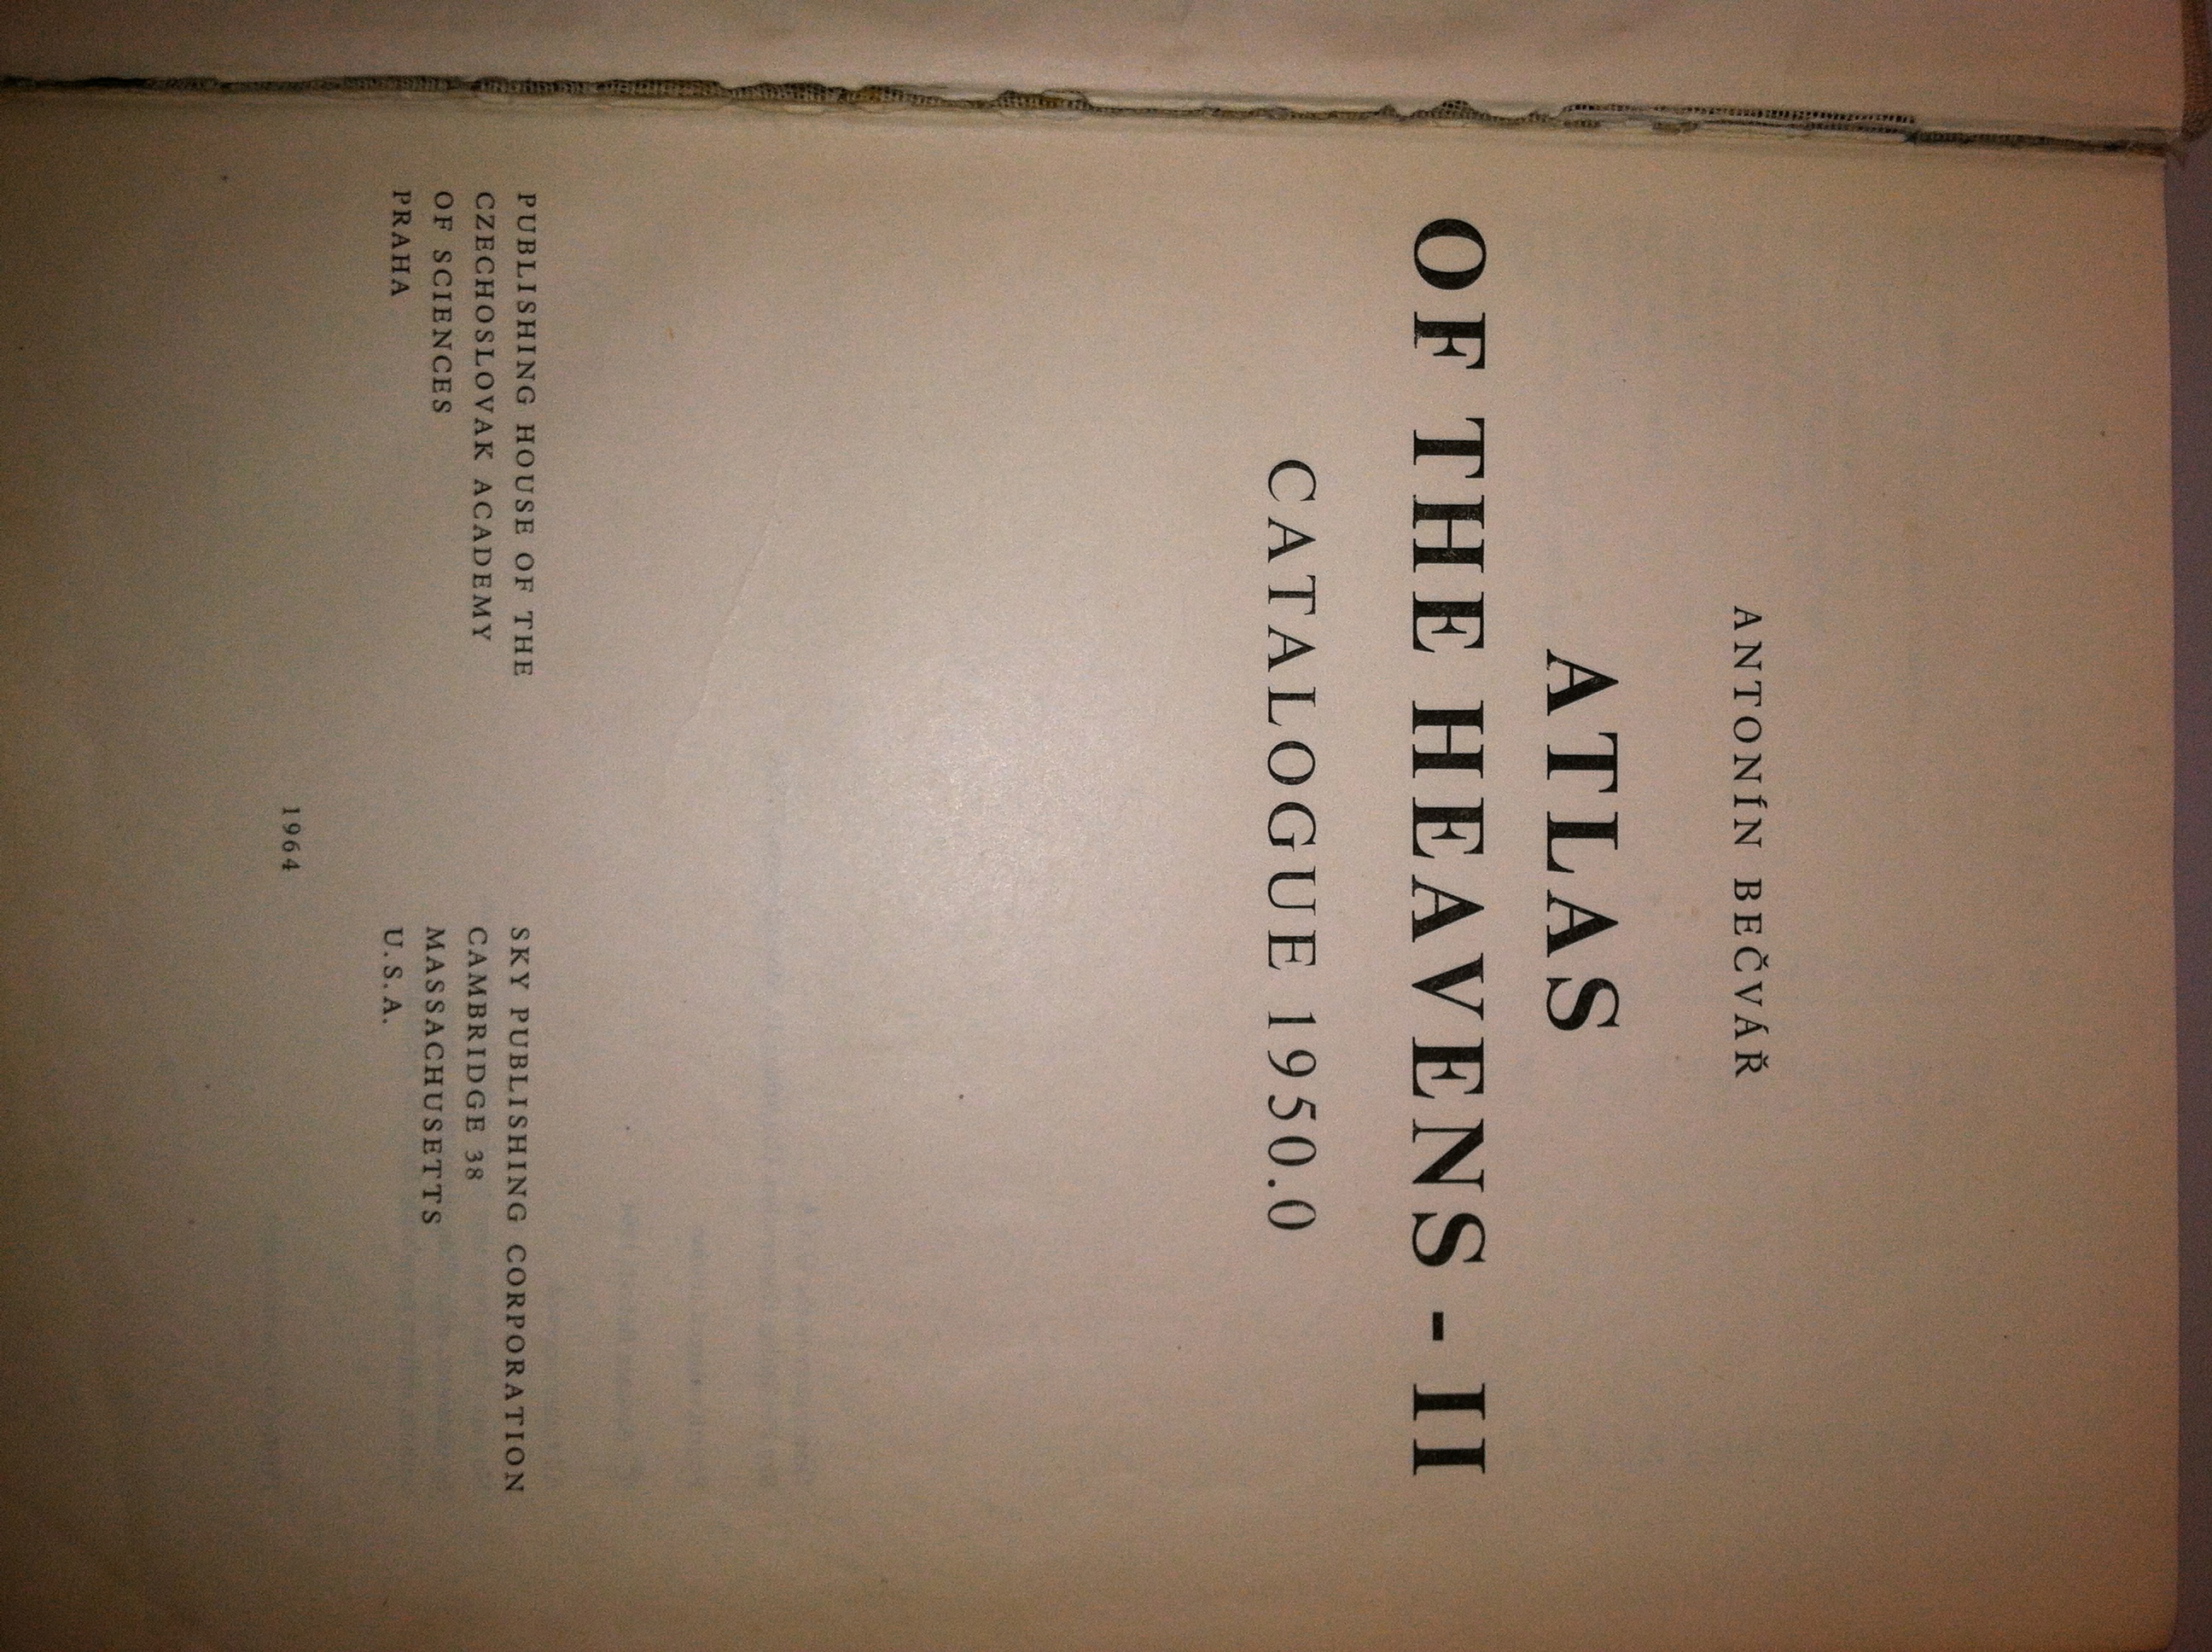 ANTONÍN BEČVÁŘ
ATLAS
OF THE HEAVENS - II
CATALOGUE 1950.0
PUBLISHING HOUSE OF THE
CZECHOSLOVAK ACADEMY
OF SCIENCES
PRAHA
SKY PUBLISHING CORPORATION
CAMBRIDGE 38
MASSACHUSETTS
U.S.A.
1964